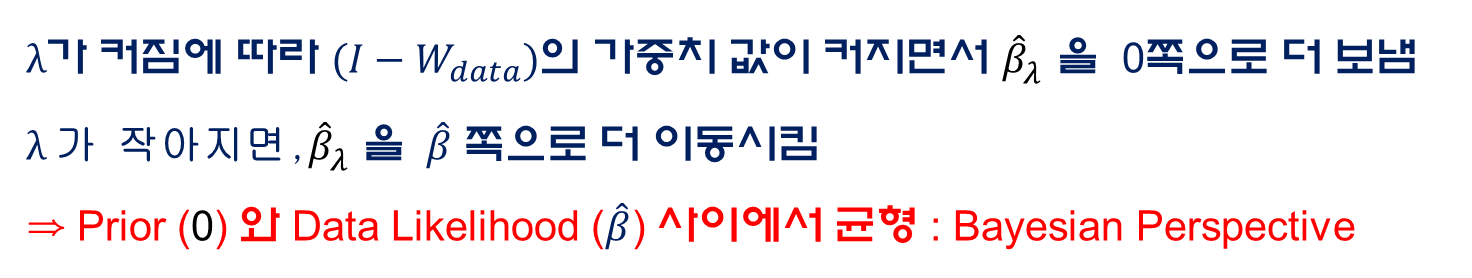 λ가 커짐에 따라 (I − W_data)의 가중치 값이 커지면서 β̂_λ 을 0쪽으로 더 보냄
λ 가 작아지면, β̂_λ 을 β̂ 쪽으로 더 이동시킴
⇒ Prior (0) 와 Data Likelihood (β̂) 사이에서 균형 : Bayesian Perspective